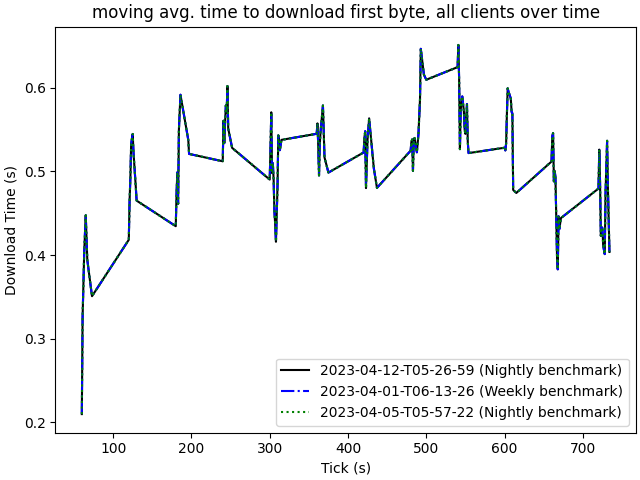 moving avg. time to download first byte, all clients over time
Download Time (s)
0.6
0.5
0.4
0.3
0.2
2023-04-12-T05-26-59 (Nightly benchmark)
2023-04-01-T06-13-26 (Weekly benchmark)
2023-04-05-T05-57-22 (Nightly benchmark)
100 200 300 400 500 600 700
Tick (s)